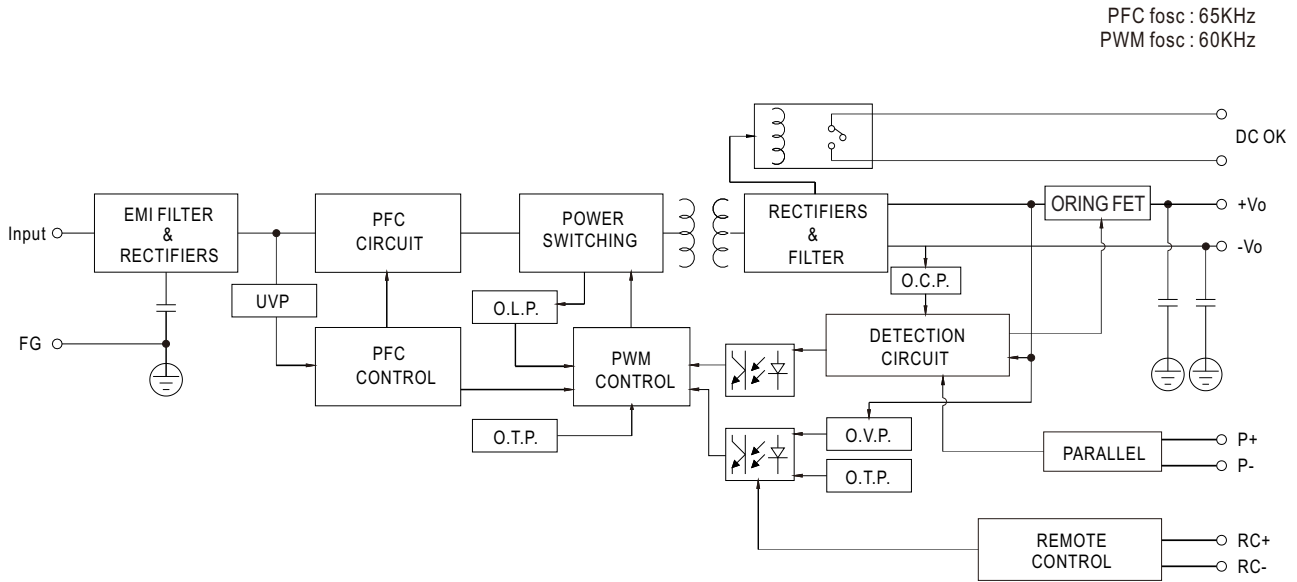 PFC fosc : 65KHz
PWM fosc : 60KHz
DC OK
Input
EMI FILTER
&
RECTIFIERS
PFC
CIRCUIT
POWER
SWITCHING
RECTIFIERS
&
FILTER
ORING FET
+Vo
-Vo
UVP
O.L.P.
O.C.P.
FG
PFC
CONTROL
PWM
CONTROL
DETECTION
CIRCUIT
O.T.P.
O.V.P.
O.T.P.
PARALLEL
P+
P-
REMOTE
CONTROL
RC+
RC-